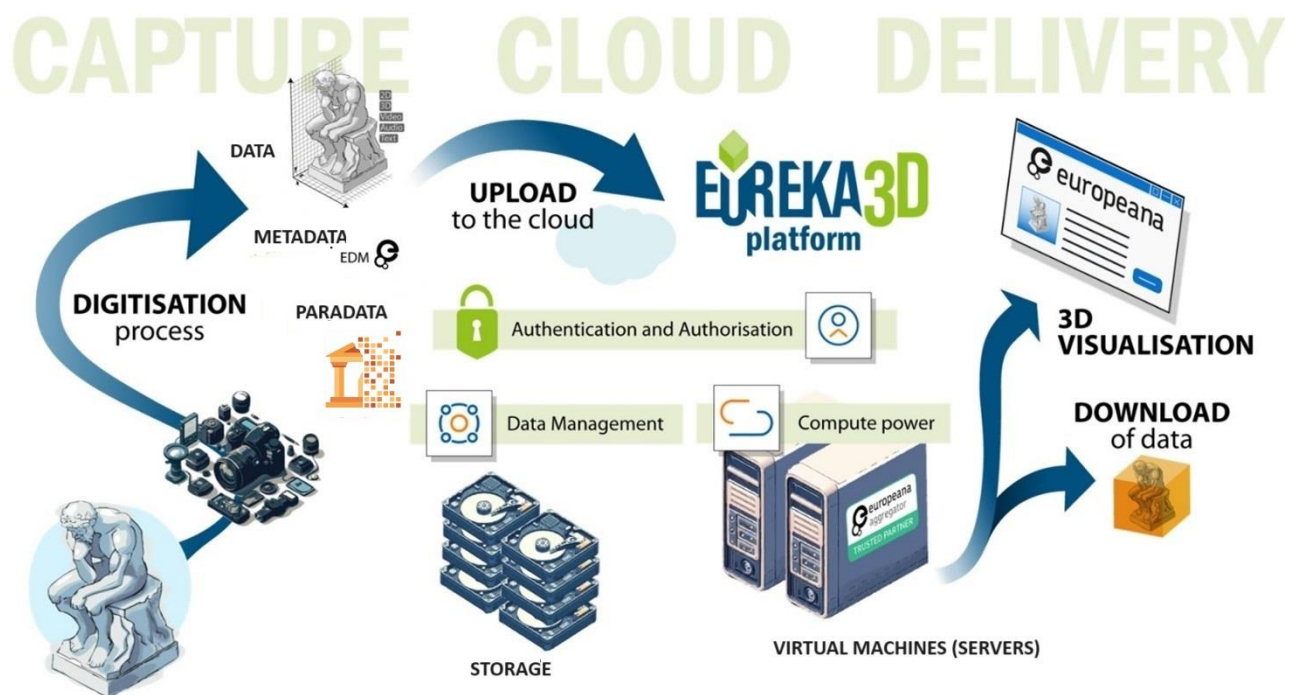 CAPTURE CLOUD DELIVERY
DATA
2D
3D
Video
Audio
Text
METADATA
EDM
DIGITISATION
process
PARADATA
UPLOAD
to the cloud
EUREKA3D
platform
Authentication and Authorisation
Data Management
Compute power
STORAGE
europeana
aggregator
TRUSTED PARTNER
VIRTUAL MACHINES (SERVERS)
europeana
3D
VISUALISATION
DOWNLOAD
of data